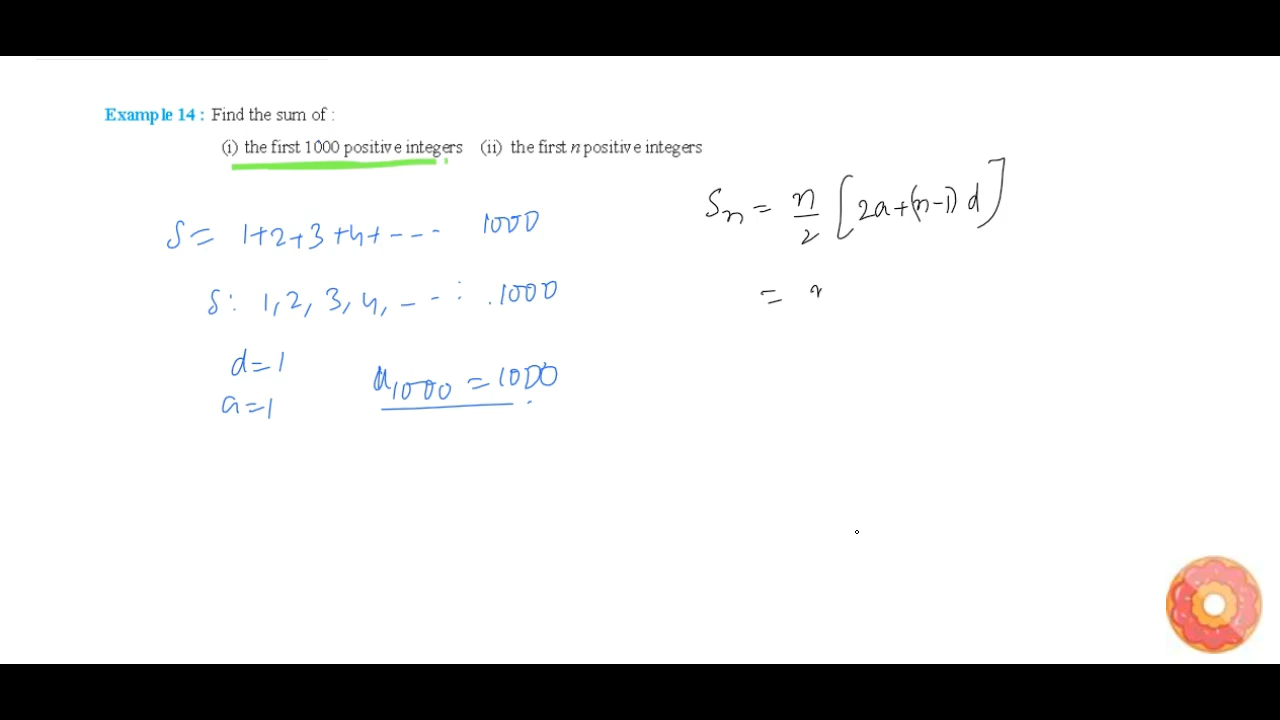 Example 14 : Find the sum of :
(i) the first 1000 positive integers (ii) the first n positive integers
S = 1+2+3+4+---- 1000
S: 1, 2, 3, 4, --: .1000
d=1
a=1
a1000 = 1000
Sn = n/2 [2a+(n-1) d]
=